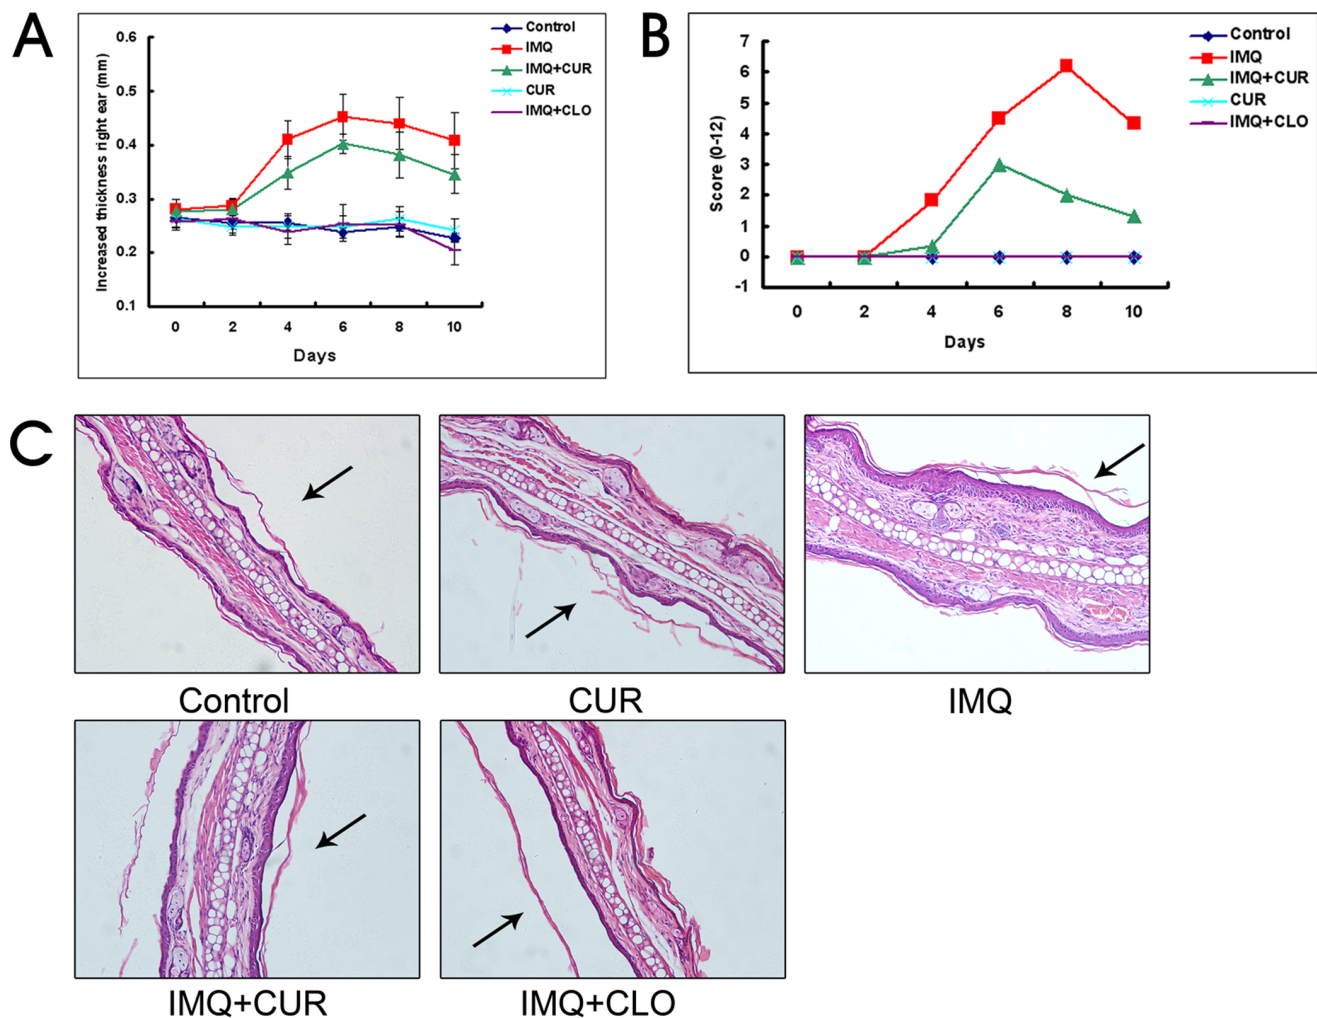 A
Increased thickness right ear (mm)
0.6
0.5
0.4
0.3
0.2
0.1
0 2 4 6 8 10
Days
Control
IMQ
IMQ+CUR
CUR
IMQ+CLO
B
Score (0-12)
7
6
5
4
3
2
1
0
-1
0 2 4 6 8 10
Days
Control
IMQ
IMQ+CUR
CUR
IMQ+CLO
C
Control CUR IMQ
IMQ+CUR IMQ+CLO